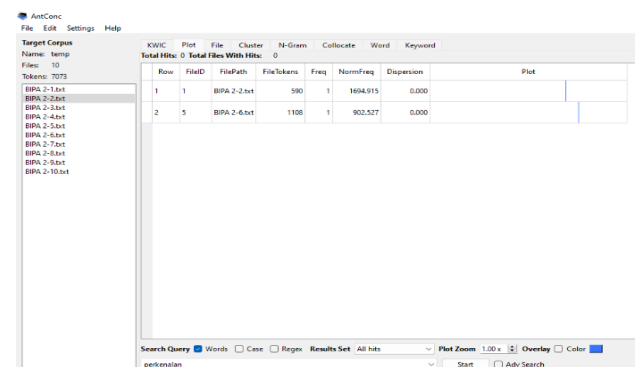 AntConc
File Edit Settings Help
Target Corpus
Name: temp
Files: 10
Tokens: 7073
BIPA 2-1.txt
BIPA 2-2.txt
BIPA 2-3.txt
BIPA 2-4.txt
BIPA 2-5.txt
BIPA 2-6.txt
BIPA 2-7.txt
BIPA 2-8.txt
BIPA 2-9.txt
BIPA 2-10.txt
KWIC Plot File Cluster N-Gram Collocate Word Keyword
Total Hits: 0 Total Files With Hits: 0
Row FileID FilePath FileTokens Freq NormFreq Dispersion Plot
1 1 BIPA 2-2.txt 590 1 1694.915 0.000
2 5 BIPA 2-6.txt 1108 1 902.527 0.000
Search Query Words Case Regex Results Set All hits Plot Zoom 1.00 x Overlay Color
perkenalan Start Adv Search